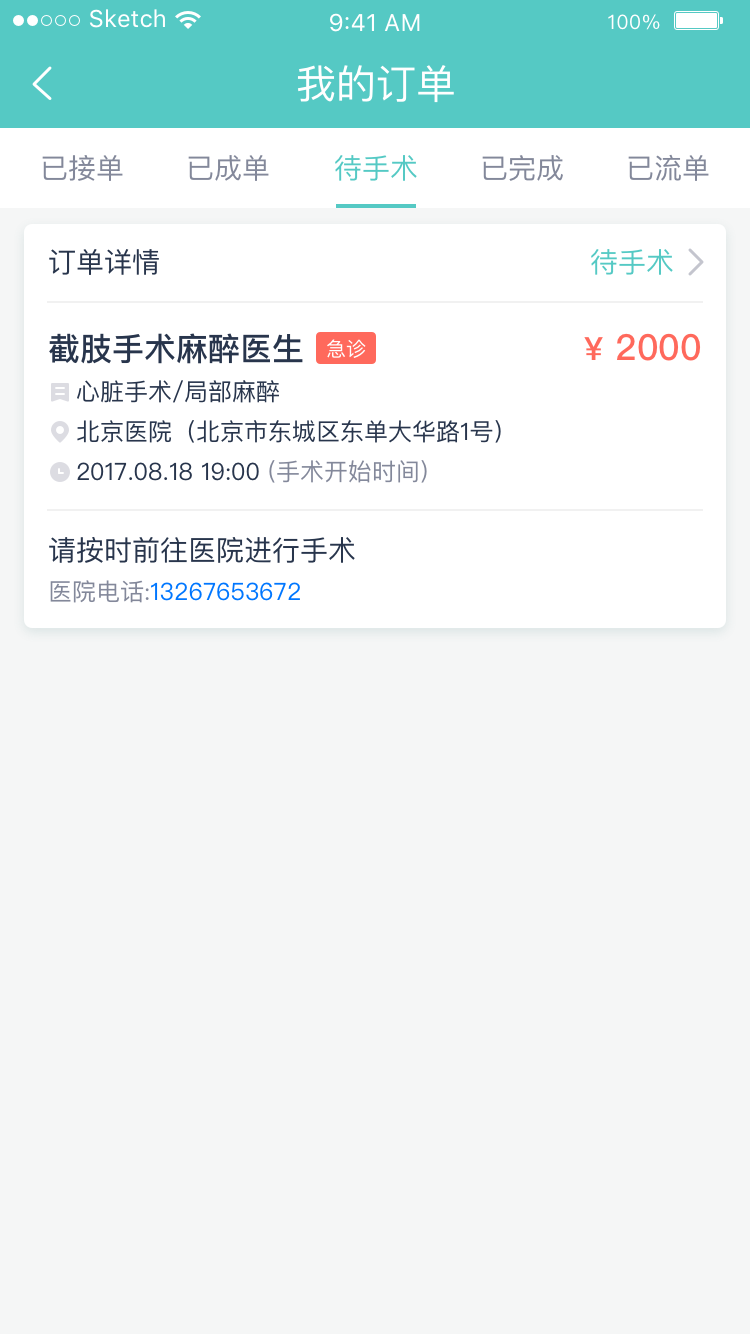 Sketch 9:41 AM 100%
我的订单
已接单 已成单 待手术 已完成 已流单
订单详情 待手术
截肢手术麻醉医生 急诊 ¥ 2000
心脏手术/局部麻醉
北京医院（北京市东城区东单大华路1号）
2017.08.18 19:00 (手术开始时间)
请按时前往医院进行手术
医院电话:13267653672